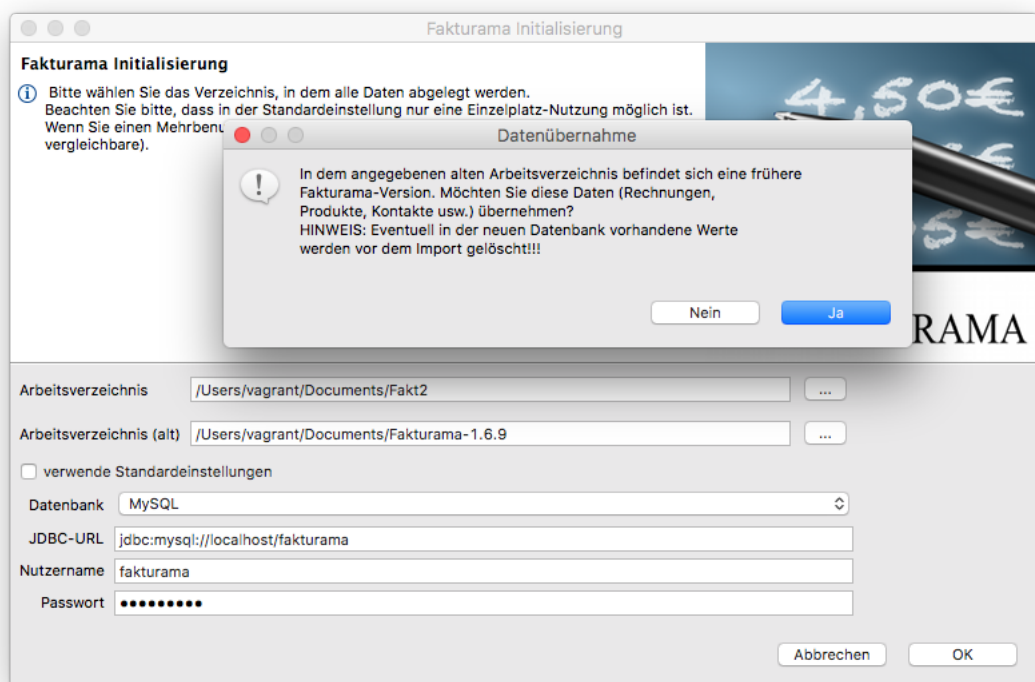 Fakturama Initialisierung
Fakturama Initialisierung
Bitte wählen Sie das Verzeichnis, in dem alle Daten abgelegt werden.
Beachten Sie bitte, dass in der Standardeinstellung nur eine Einzelplatz-Nutzung möglich ist.
Wenn Sie einen Mehrbenu
vergleichbare).
4,50€
5€
RAMA
Datenübernahme
In dem angegebenen alten Arbeitsverzeichnis befindet sich eine frühere
Fakturama-Version. Möchten Sie diese Daten (Rechnungen,
Produkte, Kontakte usw.) übernehmen?
HINWEIS: Eventuell in der neuen Datenbank vorhandene Werte
werden vor dem Import gelöscht!!!
Nein
Ja
Arbeitsverzeichnis /Users/vagrant/Documents/Fakt2 ...
Arbeitsverzeichnis (alt) /Users/vagrant/Documents/Fakturama-1.6.9 ...
verwende Standardeinstellungen
Datenbank MySQL
JDBC-URL jdbc:mysql://localhost/fakturama
Nutzername fakturama
Passwort •••••••••
Abbrechen
OK